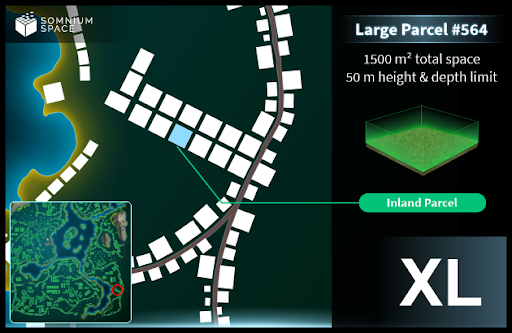 SOMNIUM
SPACE
Large Parcel #564
1500 m² total space
50 m height & depth limit
Inland Parcel
XL